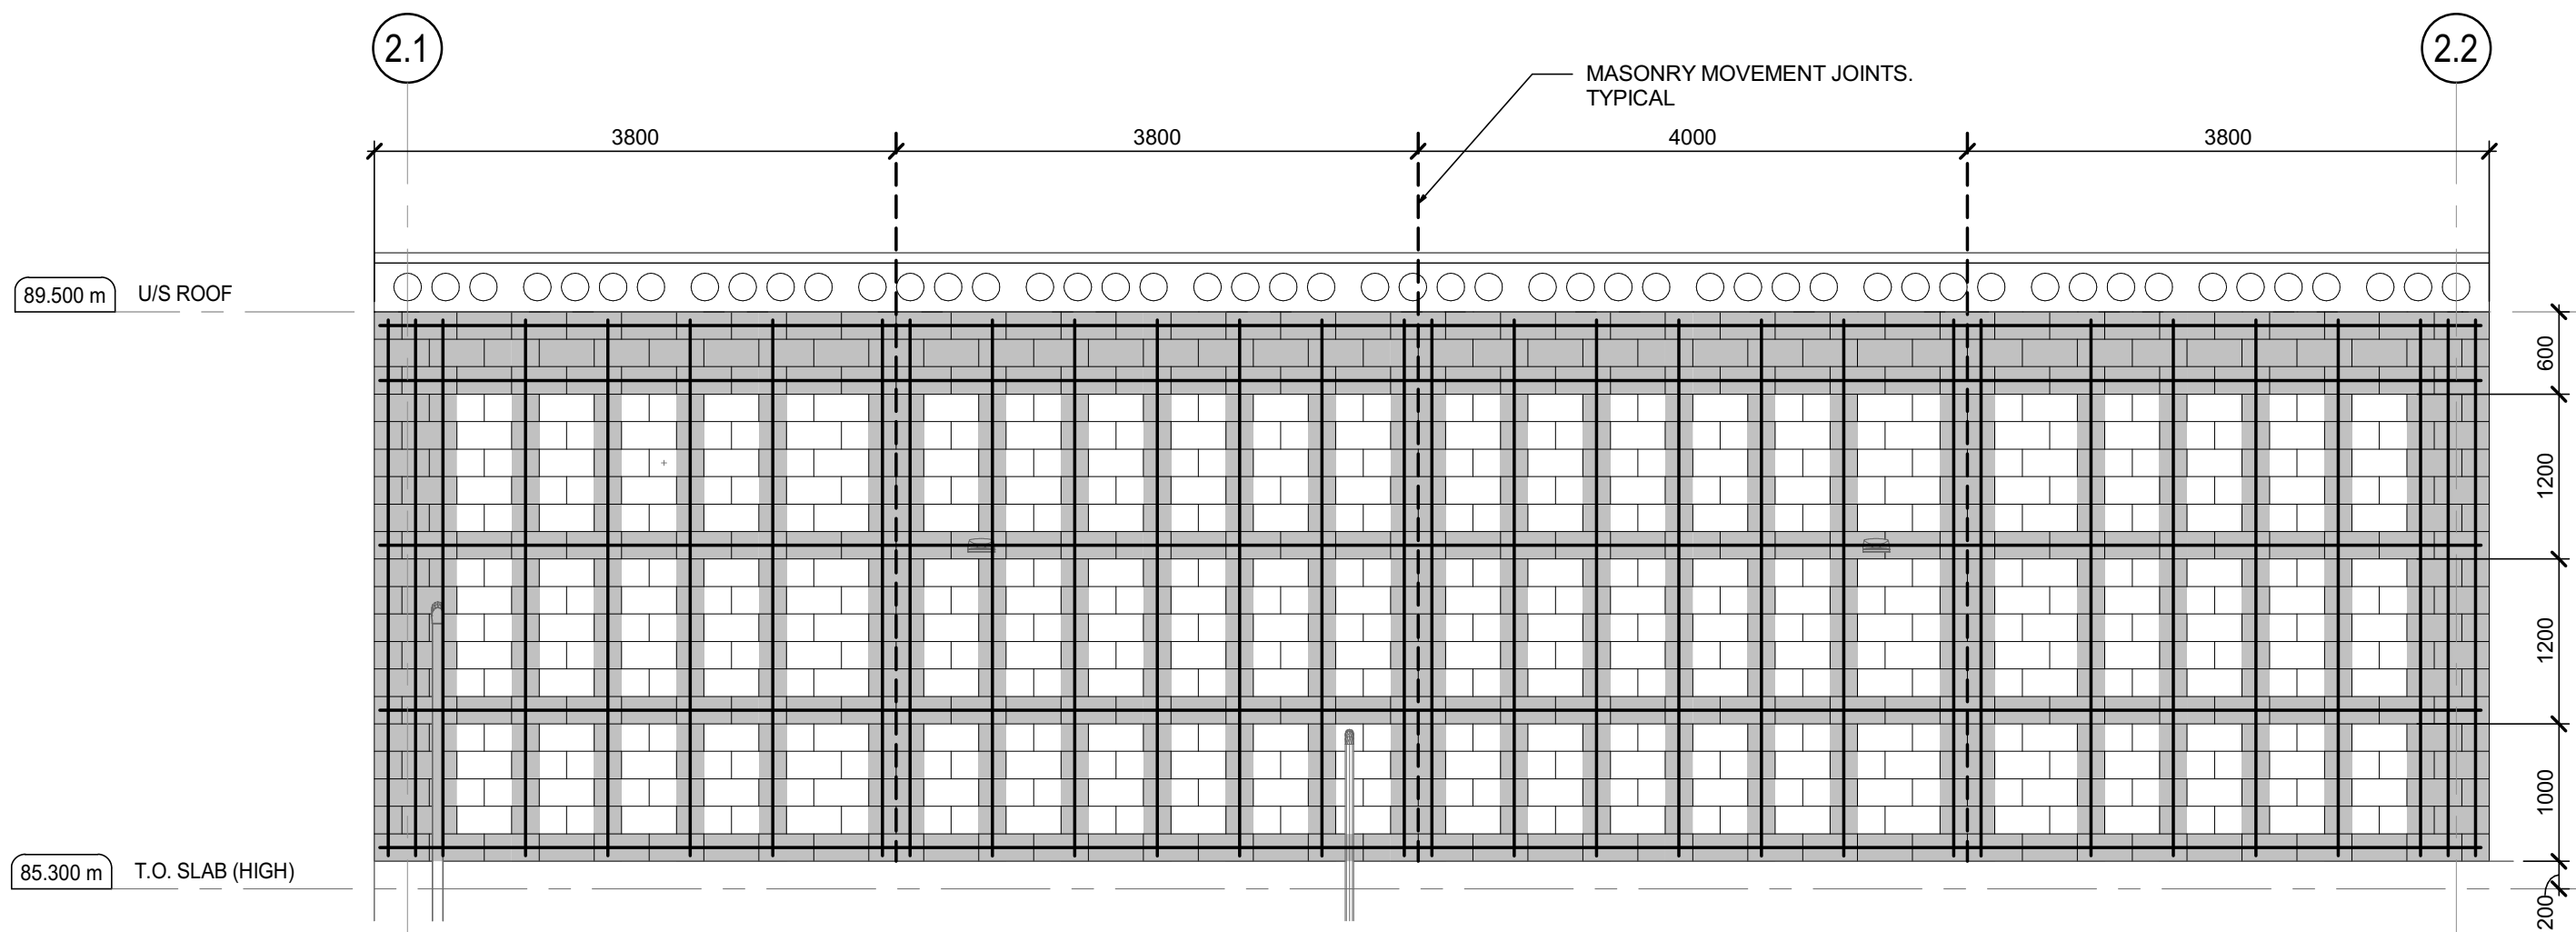 2.1
2.2
MASONRY MOVEMENT JOINTS.
TYPICAL
3800
3800
4000
3800
89.500 m
U/S ROOF
600
1200
1200
1000
85.300 m
T.O. SLAB (HIGH)
200